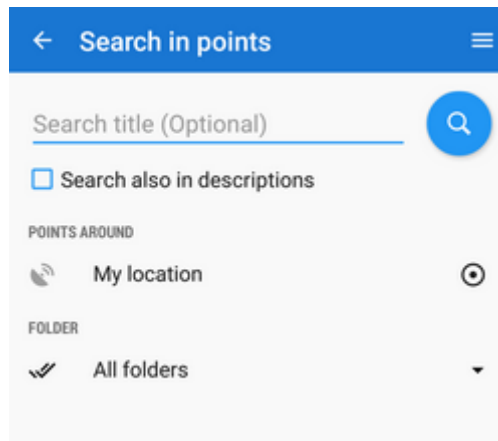 Search in points
Search title (Optional)
Search also in descriptions
POINTS AROUND
My location
FOLDER
All folders